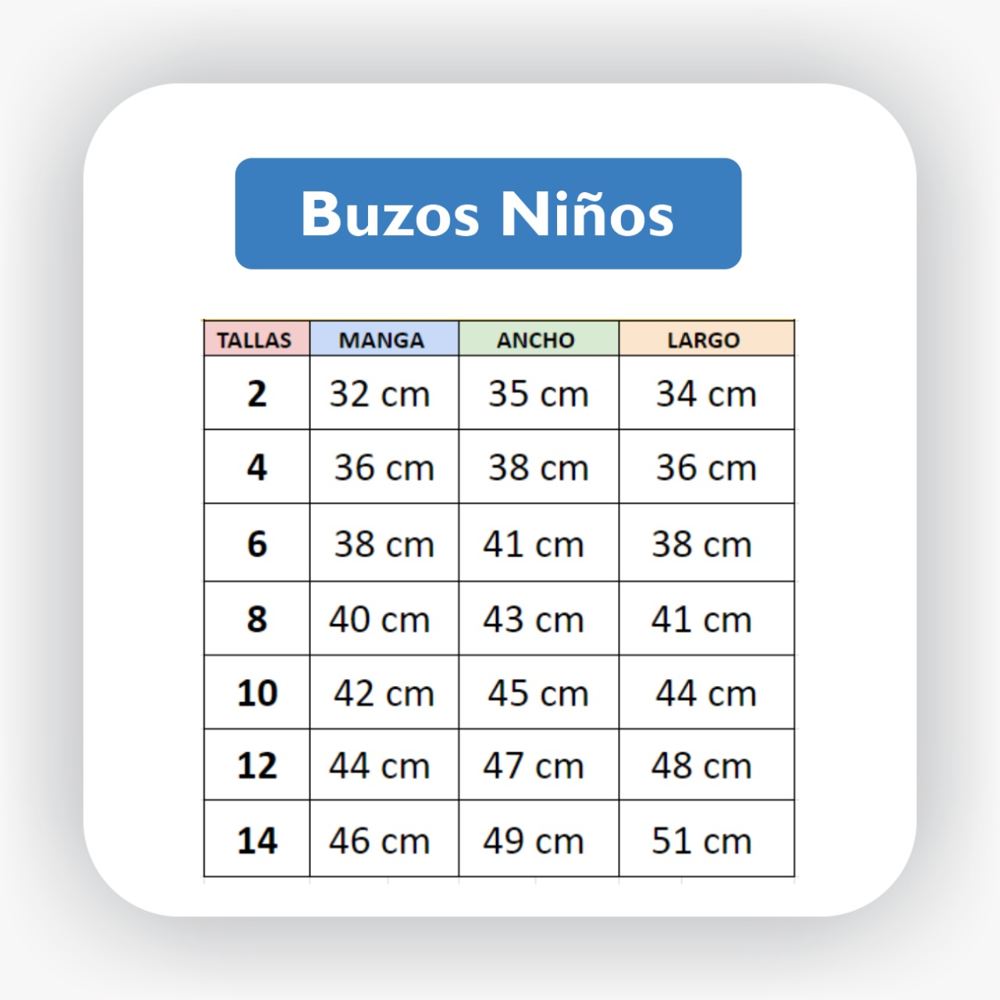 Buzos Niños
TALLAS MANGA ANCHO LARGO
2 32 cm 35 cm 34 cm
4 36 cm 38 cm 36 cm
6 38 cm 41 cm 38 cm
8 40 cm 43 cm 41 cm
10 42 cm 45 cm 44 cm
12 44 cm 47 cm 48 cm
14 46 cm 49 cm 51 cm